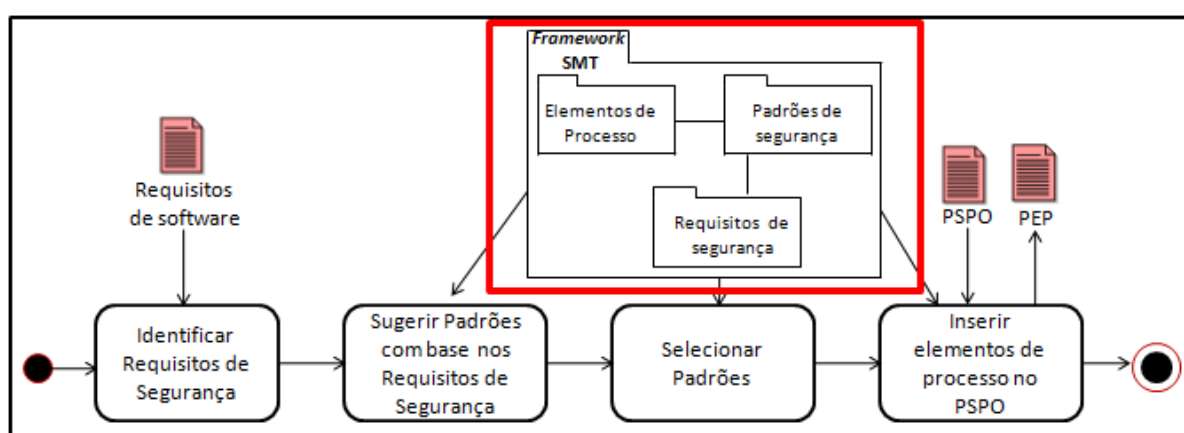 Framework
SMT
Elementos de
Processo
Padrões de
segurança
Requisitos de
segurança
Requisitos
de software
PSPO
PEP
Identificar
Requisitos de
Segurança
Sugerir Padrões
com base nos
Requisitos de
Segurança
Selecionar
Padrões
Inserir
elementos de
processo no
PSPO